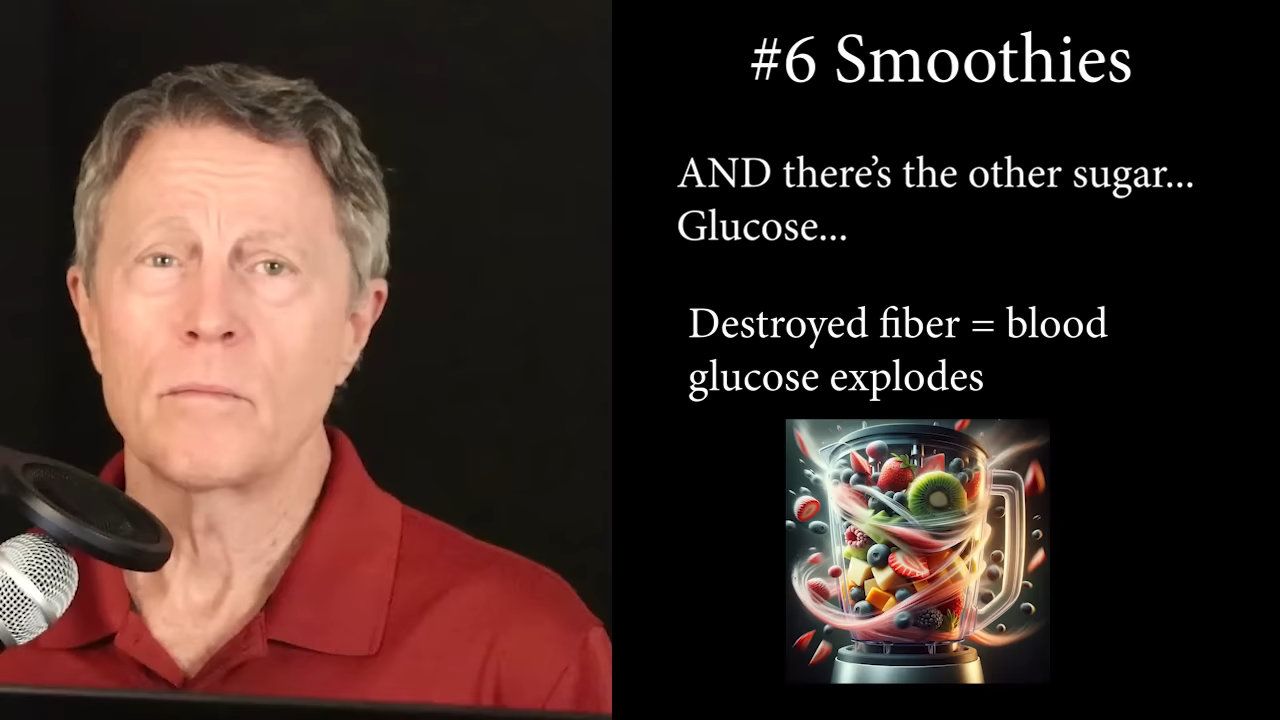 #6 Smoothies
AND there’s the other sugar...
Glucose...
Destroyed fiber = blood
glucose explodes